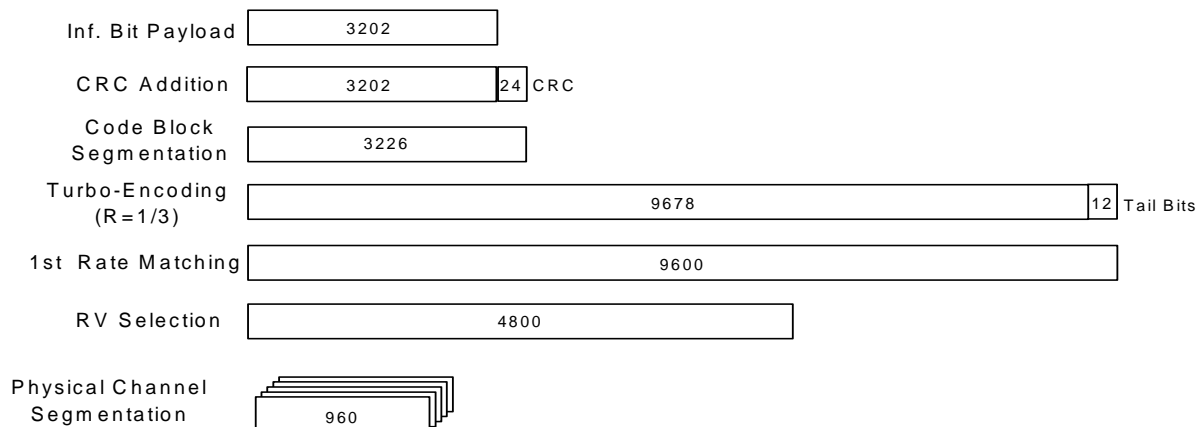 Inf. Bit Payload 3202
CRC Addition 3202 24 CRC
Code Block
Segmentation 3226
Turbo-Encoding
(R=1/3) 9678 12 Tail Bits
1st Rate Matching 9600
RV Selection 4800
Physical Channel
Segmentation 960